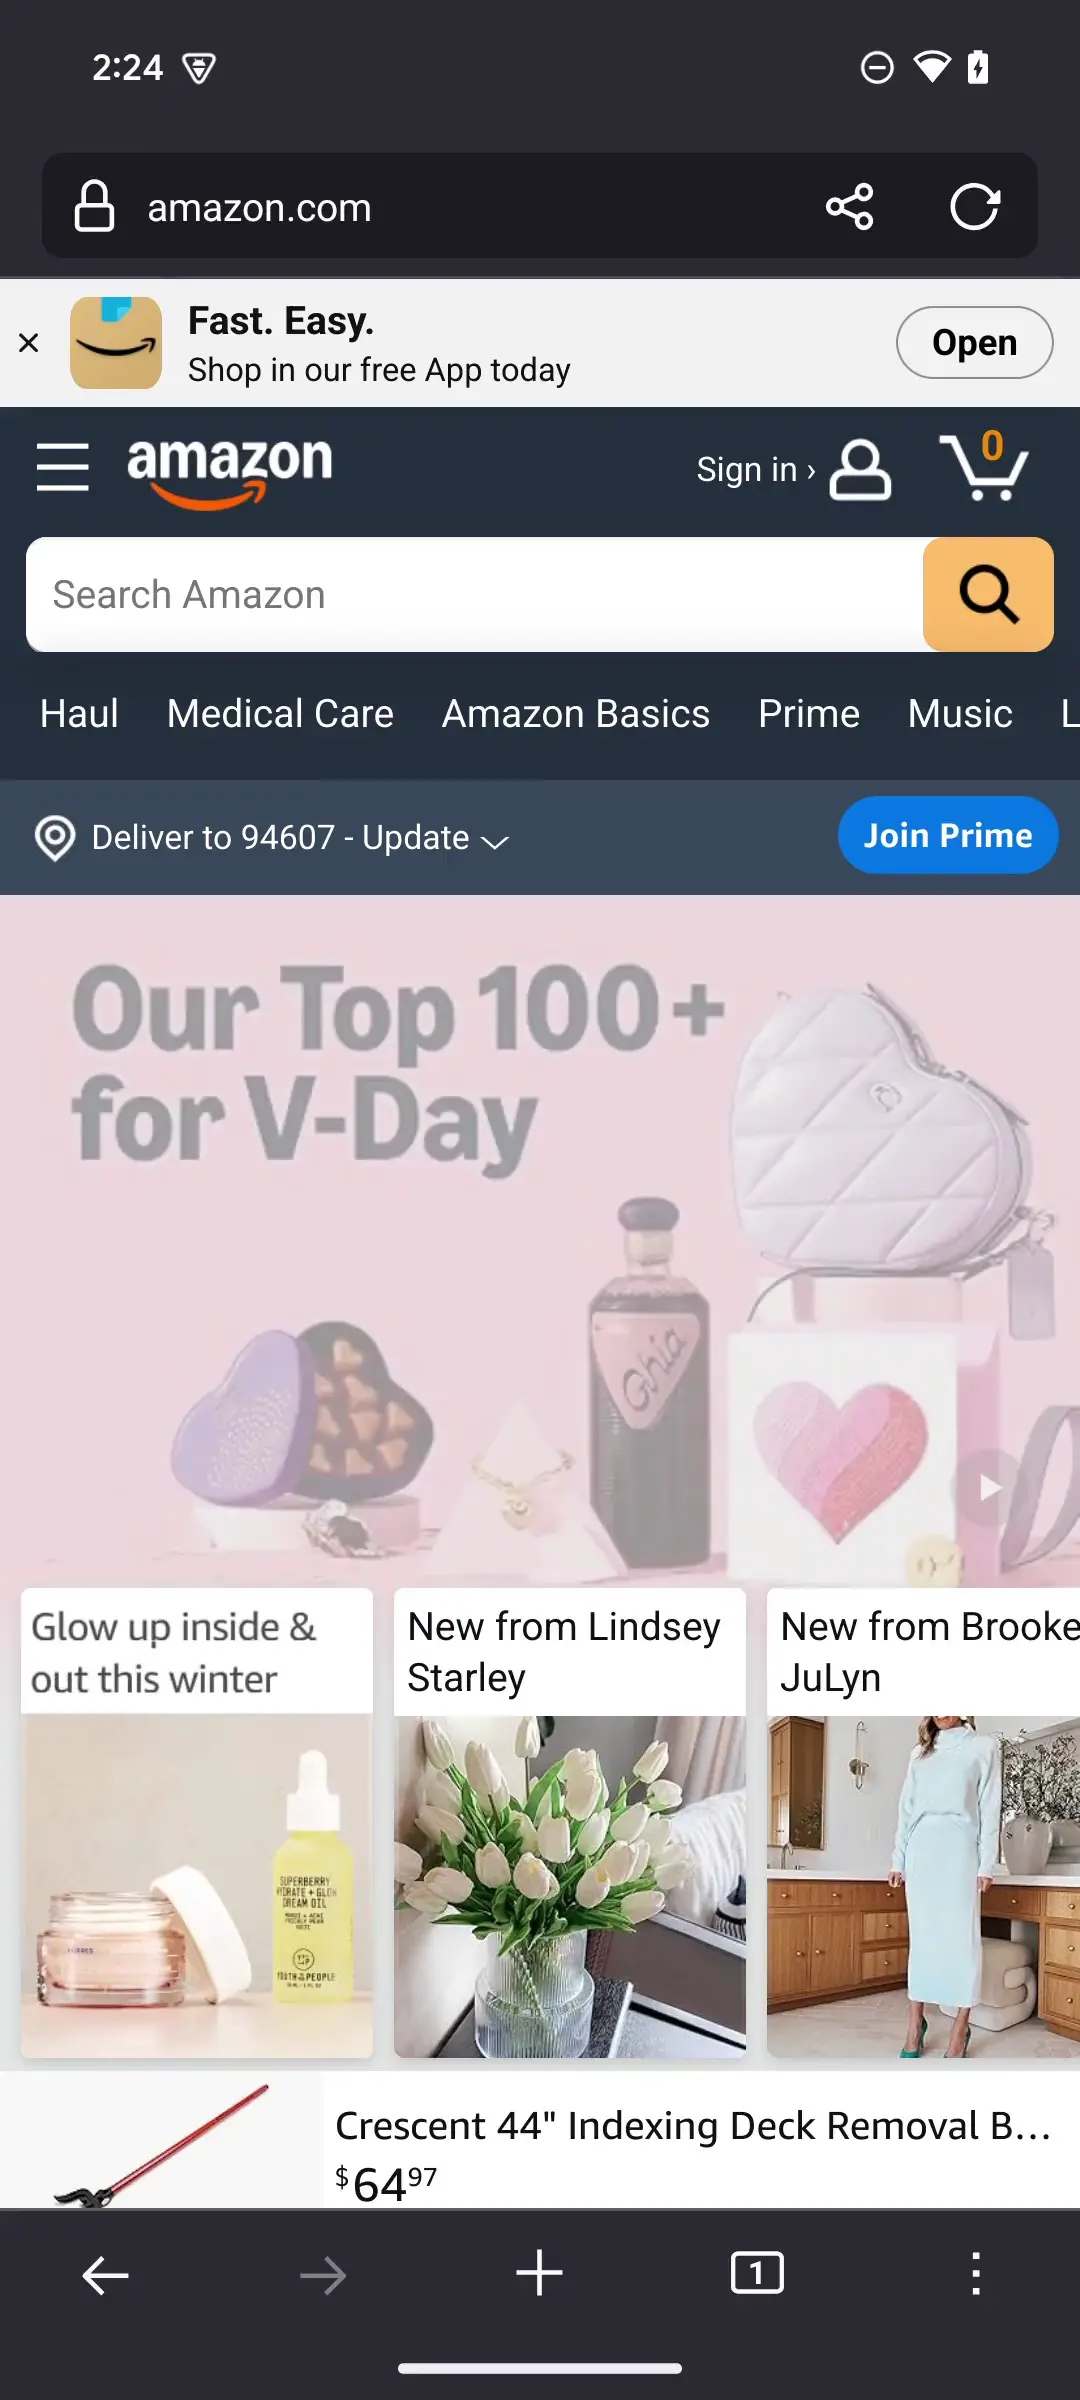 2:24
amazon.com
Fast. Easy.
Shop in our free App today
Open
amazon
Sign in ›
0
Search Amazon
Haul
Medical Care
Amazon Basics
Prime
Music
L
Deliver to 94607 - Update
Join Prime
Our Top 100+
for V-Day
Ghia
Glow up inside &
out this winter
New from Lindsey
Starley
New from Brooke
JuLyn
SUPERBERRY
HYDRATE + GLOW
DREAM OIL
YOUTH TO THE PEOPLE
Crescent 44" Indexing Deck Removal B...
$64 97
1